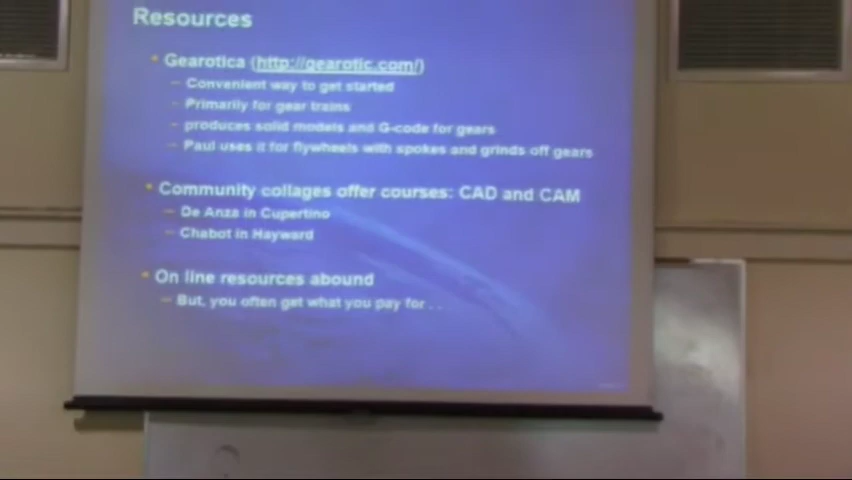 Resources
• Gearotica (http://gearotic.com/)
– Convenient way to get started
– Primarily for gear trains
– produces solid models and G-code for gears
– Paul uses it for flywheels with spokes and grinds off gears
• Community collages offer courses: CAD and CAM
– De Anza in Cupertino
– Chabot in Hayward
• On line resources abound
– But, you often get what you pay for . .